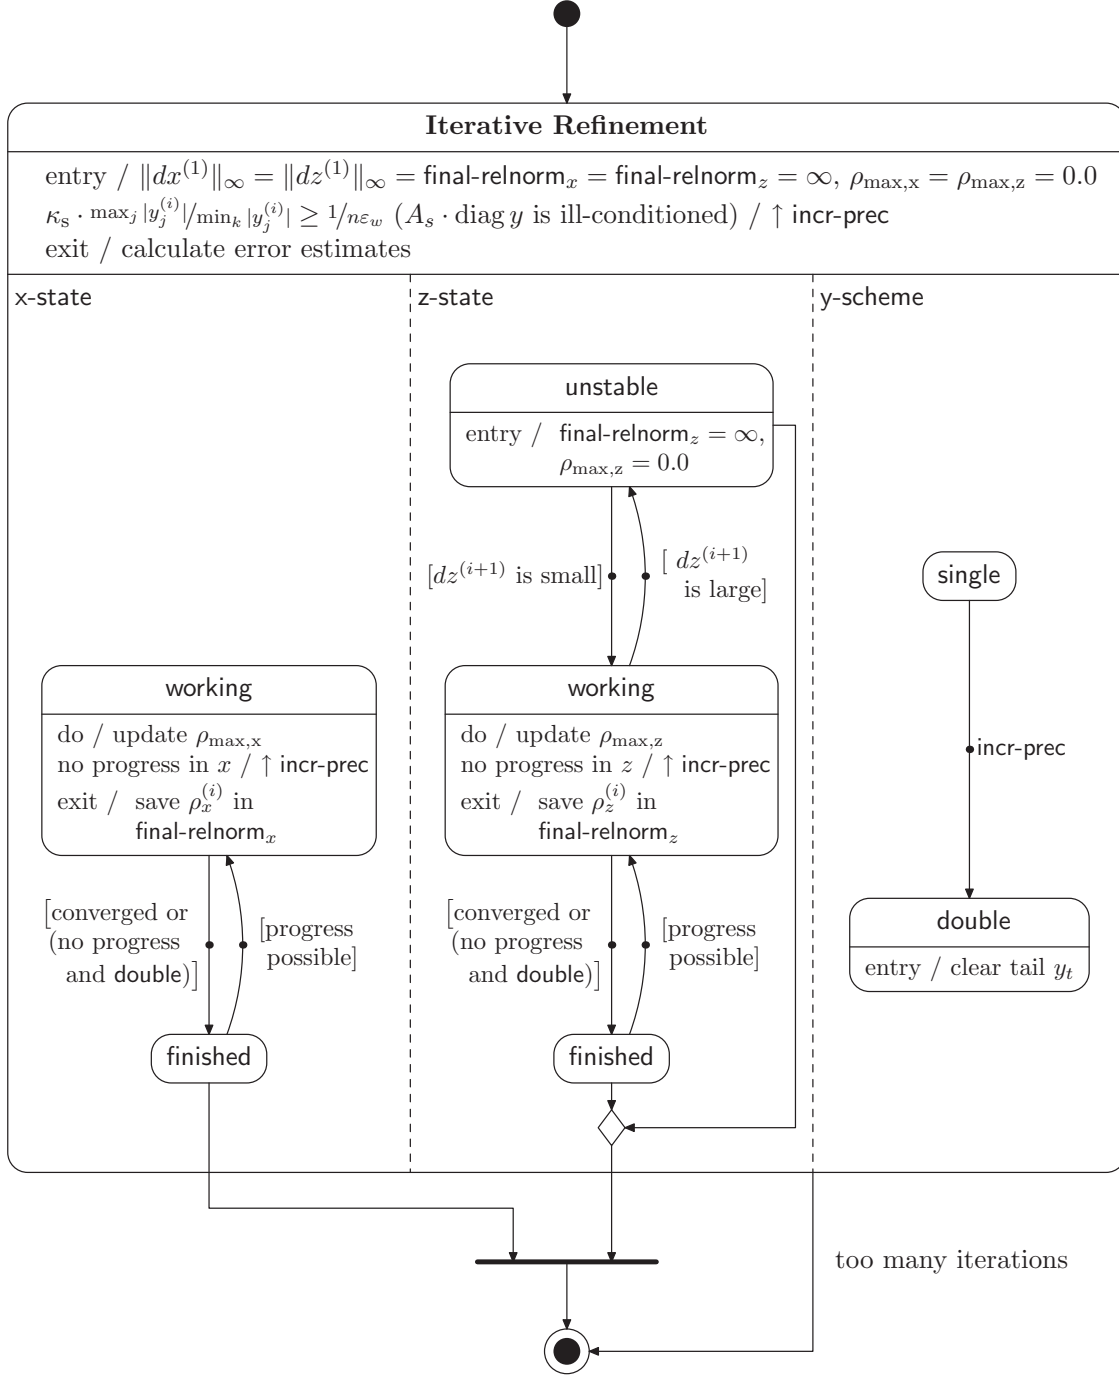 Iterative Refinement
entry / ‖dx⁽¹⁾‖∞ = ‖dz⁽¹⁾‖∞ = final-relnormₓ = final-relnorm_z = ∞, ρ_max,x = ρ_max,z = 0.0
κₛ · max_j |y_j⁽ⁱ⁾|/min_k |y_j⁽ⁱ⁾| ≥ 1/nε_w (A_s · diag y is ill-conditioned) / ↑ incr-prec
exit / calculate error estimates
x-state
z-state
y-scheme
unstable
entry / final-relnorm_z = ∞,
ρ_max,z = 0.0
[dz⁽ⁱ⁺¹⁾ is small]
[ dz⁽ⁱ⁺¹⁾
is large]
single
working
do / update ρ_max,x
no progress in x / ↑ incr-prec
exit / save ρₓ⁽ⁱ⁾ in
final-relnormₓ
working
do / update ρ_max,z
no progress in z / ↑ incr-prec
exit / save ρ_z⁽ⁱ⁾ in
final-relnorm_z
incr-prec
[converged or
(no progress
and double)]
[progress
possible]
[converged or
(no progress
and double)]
[progress
possible]
double
entry / clear tail y_t
finished
finished
too many iterations